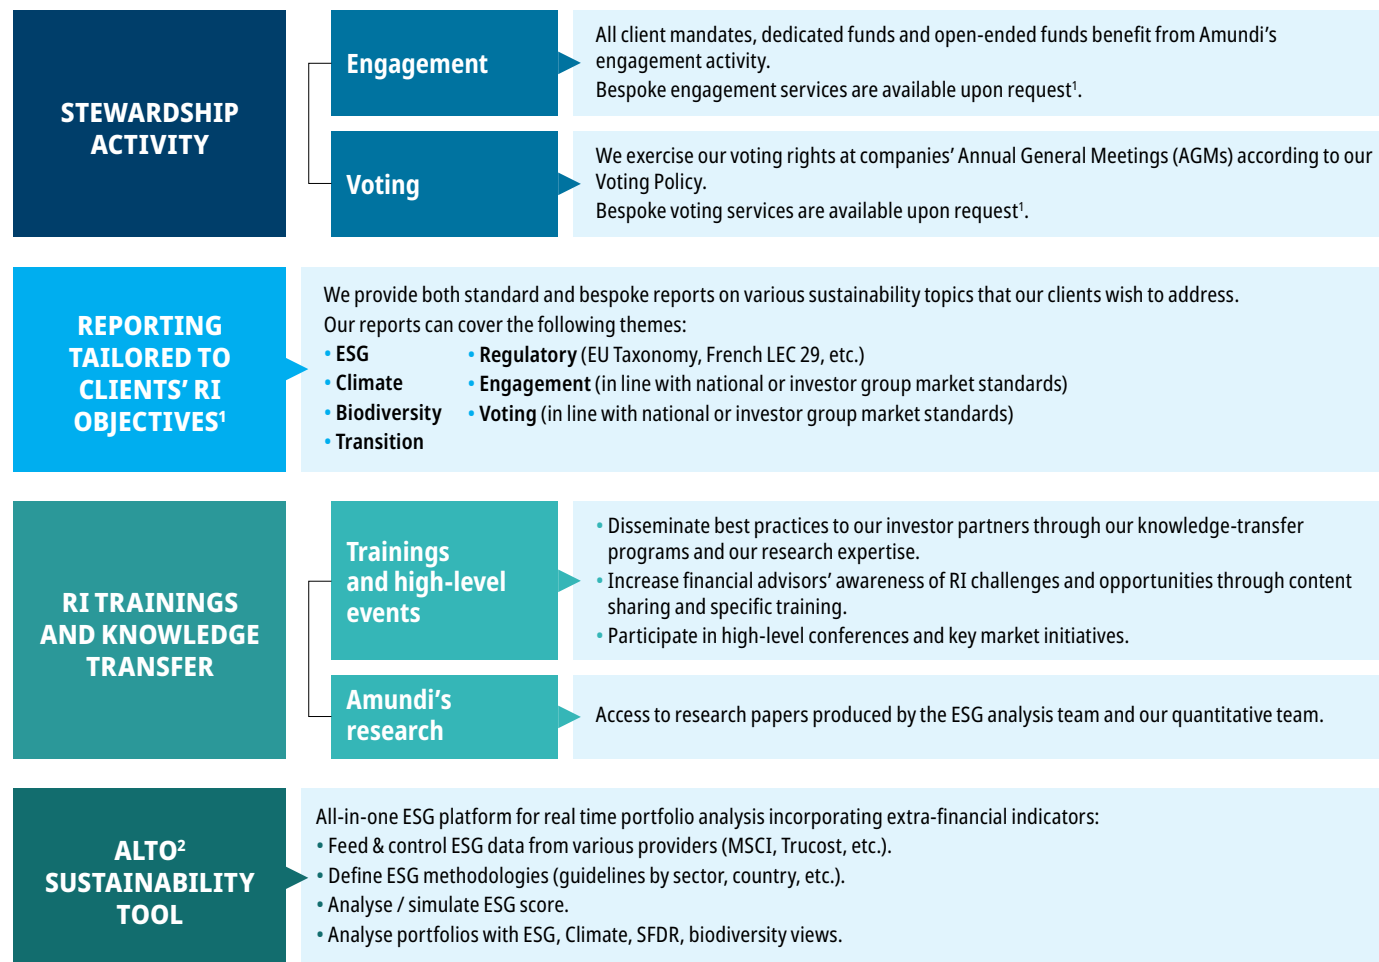 STEWARDSHIP
ACTIVITY
Engagement
All client mandates, dedicated funds and open-ended funds benefit from Amundi’s
engagement activity.
Bespoke engagement services are available upon request¹.
Voting
We exercise our voting rights at companies’ Annual General Meetings (AGMs) according to our
Voting Policy.
Bespoke voting services are available upon request¹.
REPORTING
TAILORED TO
CLIENTS’ RI
OBJECTIVES¹
We provide both standard and bespoke reports on various sustainability topics that our clients wish to address.
Our reports can cover the following themes:
• ESG
• Climate
• Biodiversity
• Transition
• Regulatory (EU Taxonomy, French LEC 29, etc.)
• Engagement (in line with national or investor group market standards)
• Voting (in line with national or investor group market standards)
RI TRAININGS
AND KNOWLEDGE
TRANSFER
Trainings
and high-level
events
• Disseminate best practices to our investor partners through our knowledge-transfer
programs and our research expertise.
• Increase financial advisors’ awareness of RI challenges and opportunities through content
sharing and specific training.
• Participate in high-level conferences and key market initiatives.
Amundi’s
research
Access to research papers produced by the ESG analysis team and our quantitative team.
ALTO²
SUSTAINABILITY
TOOL
All-in-one ESG platform for real time portfolio analysis incorporating extra-financial indicators:
• Feed & control ESG data from various providers (MSCI, Trucost, etc.).
• Define ESG methodologies (guidelines by sector, country, etc.).
• Analyse / simulate ESG score.
• Analyse portfolios with ESG, Climate, SFDR, biodiversity views.